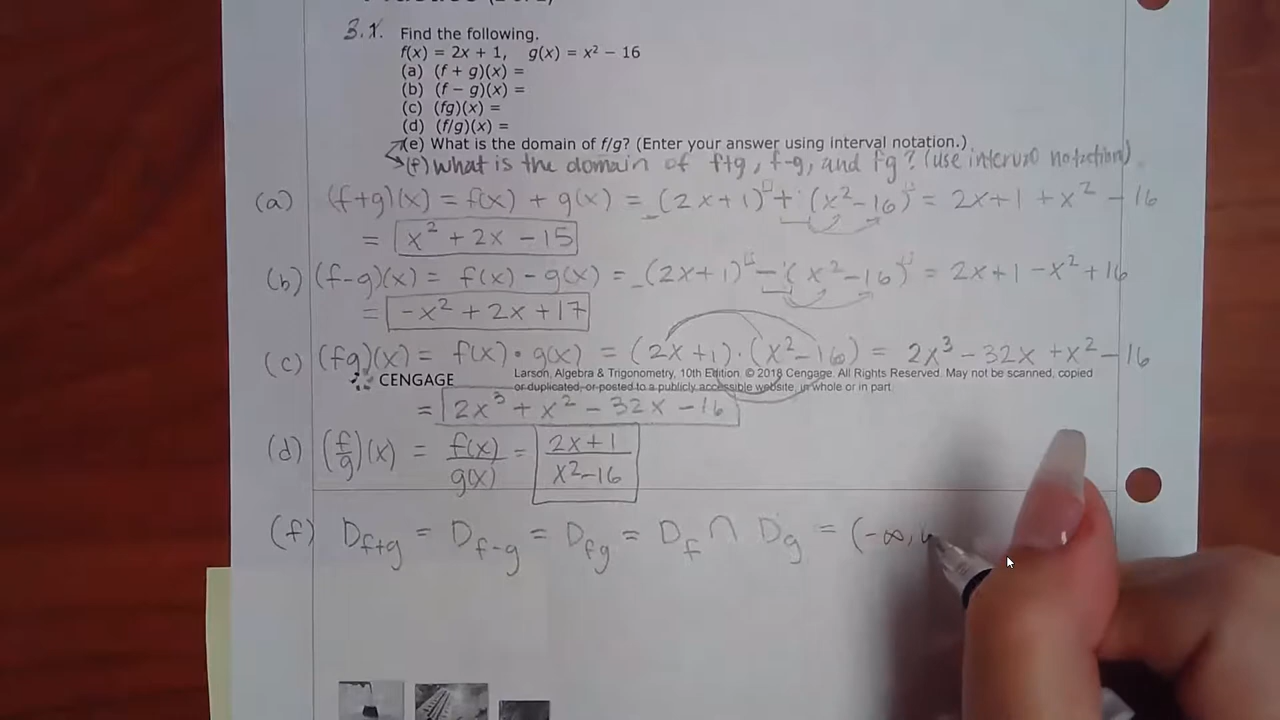 3.1. Find the following.
f(x) = 2x + 1, g(x) = x² − 16
(a) (f + g)(x) =
(b) (f − g)(x) =
(c) (fg)(x) =
(d) (f/g)(x) =
(e) What is the domain of f/g? (Enter your answer using interval notation.)
(f) What is the domain of f+g, f-g, and fg? (use interval notation)
(a) (f+g)(x) = f(x) + g(x) = (2x+1) + (x²-16) = 2x+1 + x² - 16
= x² + 2x - 15
(b) (f-g)(x) = f(x) - g(x) = (2x+1) - (x²-16) = 2x+1 - x² + 16
= -x² + 2x + 17
(c) (fg)(x) = f(x) • g(x) = (2x+1) · (x²-16) = 2x³ - 32x + x² - 16
CENGAGE Larson, Algebra & Trigonometry, 10th Edition. © 2018 Cengage. All Rights Reserved. May not be scanned, copied
or duplicated, or posted to a publicly accessible website, in whole or in part.
= 2x³ + x² - 32x - 16
(d) (f/g)(x) = f(x)/g(x) = 2x+1/x²-16
(f) D_f+g = D_f-g = D_fg = D_f ∩ D_g = (-∞,